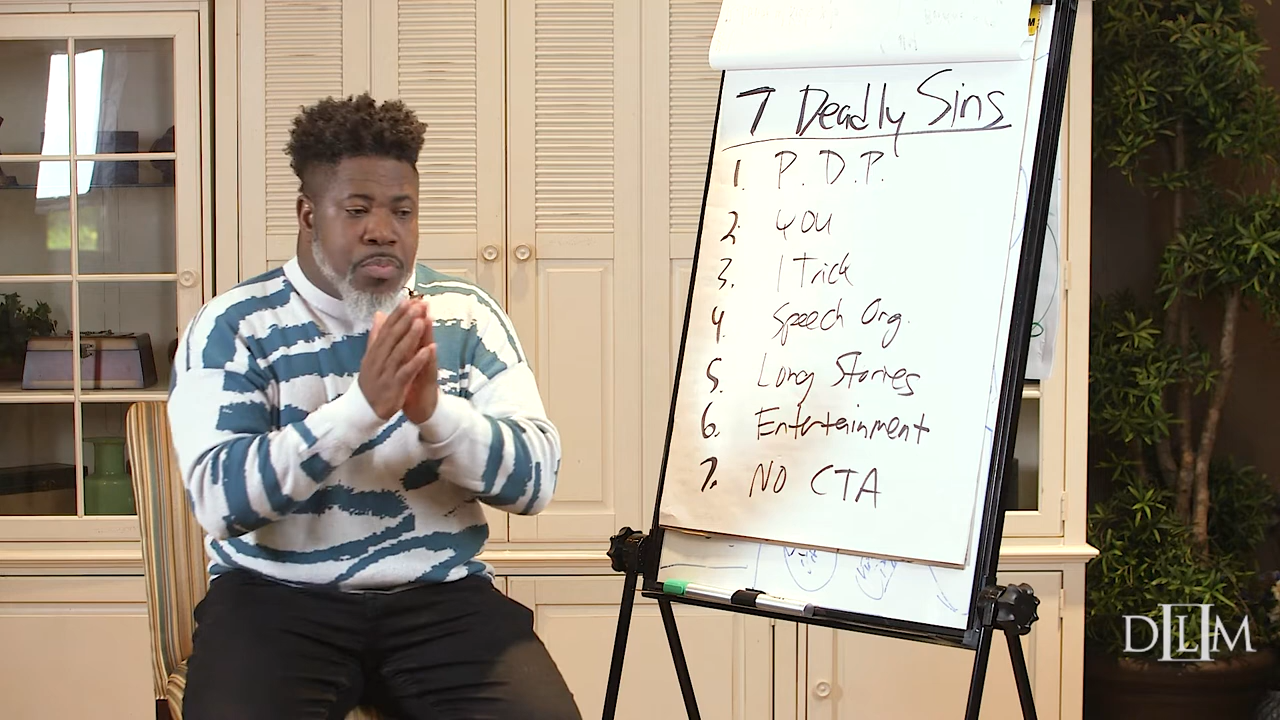 7 Deadly Sins
1. P.D.P.
2. YOU
3. 1 Trick
4. Speech Org.
5. Long Stories
6. Entertainment
7. NO CTA
DLLM